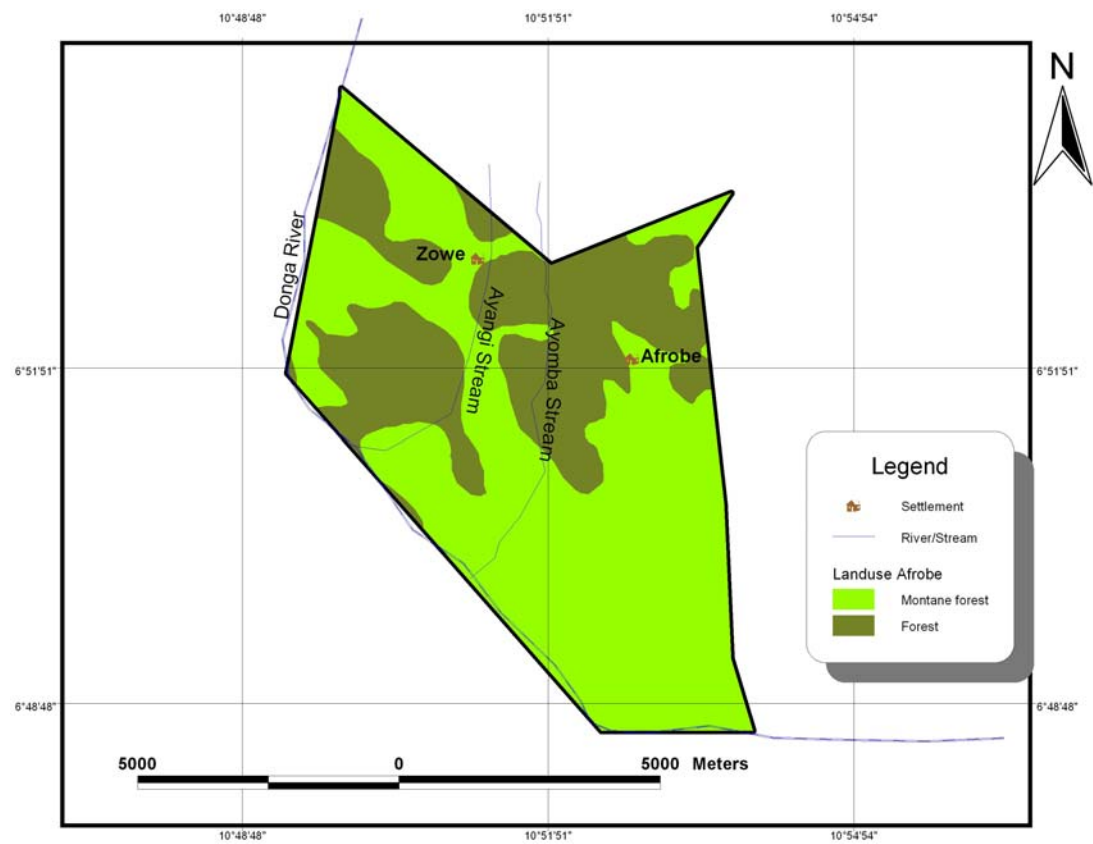 10°48'48"
10°51'51"
10°54'54"
N
Donga River
Zowe
Ayangi Stream
Ayomba Stream
Afrobe
6°51'51"
6°51'51"
Legend
Settlement
River/Stream
Landuse Afrobe
Montane forest
Forest
6°48'48"
6°48'48"
5000
0
5000 Meters
10°48'48"
10°51'51"
10°54'54"